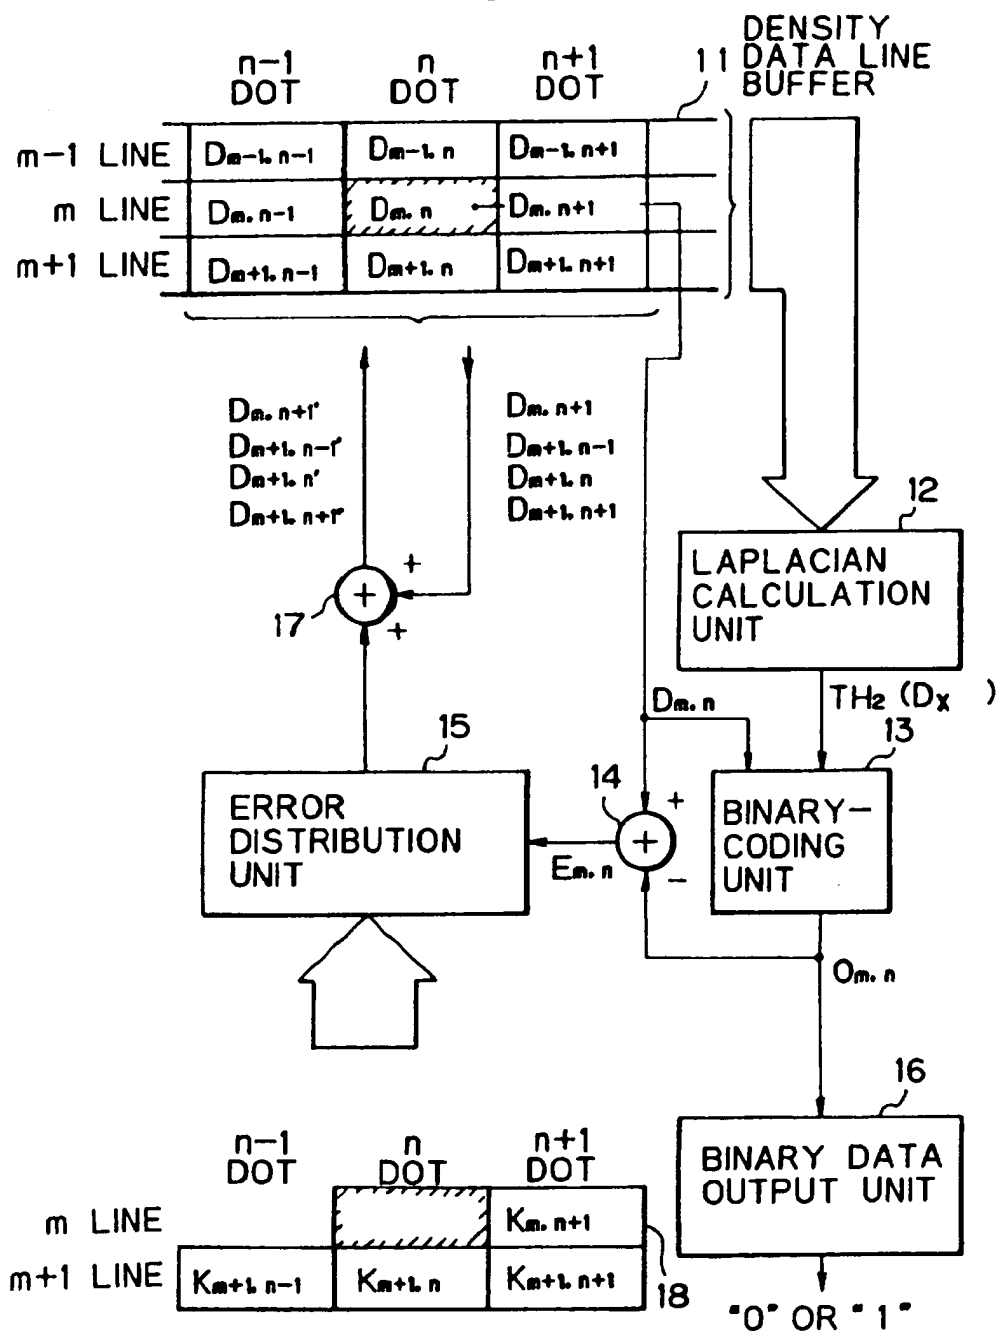 DENSITY
DATA LINE
BUFFER
11
n-1
DOT
n
DOT
n+1
DOT
m-1 LINE
Dm-1.n-1
Dm-1.n
Dm-1.n+1
m LINE
Dm.n-1
Dm.n
Dm.n+1
m+1 LINE
Dm+1.n-1
Dm+1.n
Dm+1.n+1
Dm.n+1'
Dm+1.n-1'
Dm+1.n'
Dm+1.n+1'
Dm.n+1
Dm+1.n-1
Dm+1.n
Dm+1.n+1
12
LAPLACIAN
CALCULATION
UNIT
+
+
+
17
TH2 (Dx )
Dm.n
15
ERROR
DISTRIBUTION
UNIT
14
+
+
-
Em.n
13
BINARY-
CODING
UNIT
Om.n
16
BINARY DATA
OUTPUT UNIT
"0" OR "1"
n-1
DOT
n
DOT
n+1
DOT
m LINE
Km.n+1
m+1 LINE
Km+1.n-1
Km+1.n
Km+1.n+1
18